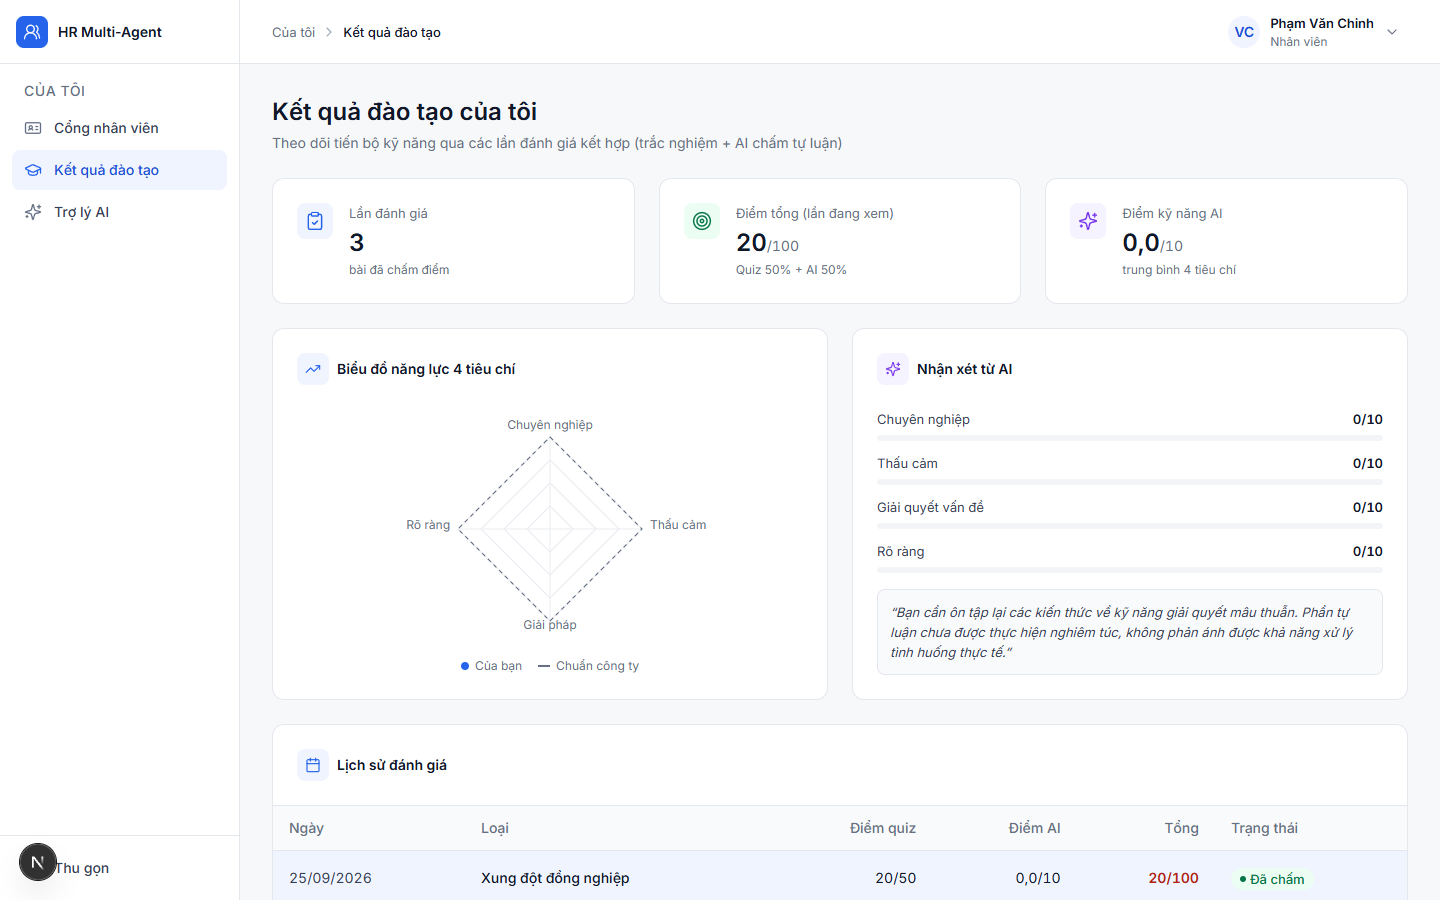 HR Multi-Agent
Của tôi
Kết quả đào tạo
VC
Phạm Văn Chinh
Nhân viên
CỦA TÔI
Cổng nhân viên
Kết quả đào tạo
Trợ lý AI
N
Thu gọn
Kết quả đào tạo của tôi
Theo dõi tiến bộ kỹ năng qua các lần đánh giá kết hợp (trắc nghiệm + AI chấm tự luận)
Lần đánh giá
3
bài đã chấm điểm
Điểm tổng (lần đang xem)
20/100
Quiz 50% + AI 50%
Điểm kỹ năng AI
0,0/10
trung bình 4 tiêu chí
Biểu đồ năng lực 4 tiêu chí
Chuyên nghiệp
Rõ ràng
Thấu cảm
Giải pháp
Của bạn
Chuẩn công ty
Nhận xét từ AI
Chuyên nghiệp 0/10
Thấu cảm 0/10
Giải quyết vấn đề 0/10
Rõ ràng 0/10
“Bạn cần ôn tập lại các kiến thức về kỹ năng giải quyết mâu thuẫn. Phần tự
luận chưa được thực hiện nghiêm túc, không phản ánh được khả năng xử lý
tình huống thực tế.”
Lịch sử đánh giá
Ngày Loại Điểm quiz Điểm AI Tổng Trạng thái
25/09/2026 Xung đột đồng nghiệp 20/50 0,0/10 20/100 Đã chấm